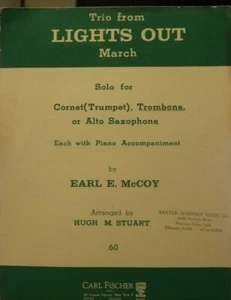 Trio from
LIGHTS OUT
March
Solo for
Cornet(Trumpet), Trombone,
or Alto Saxophone
Each with Piano Accompaniment
by
EARL E. McCOY
Arranged by
HUGH M. STUART
.60
CARL FISCHER